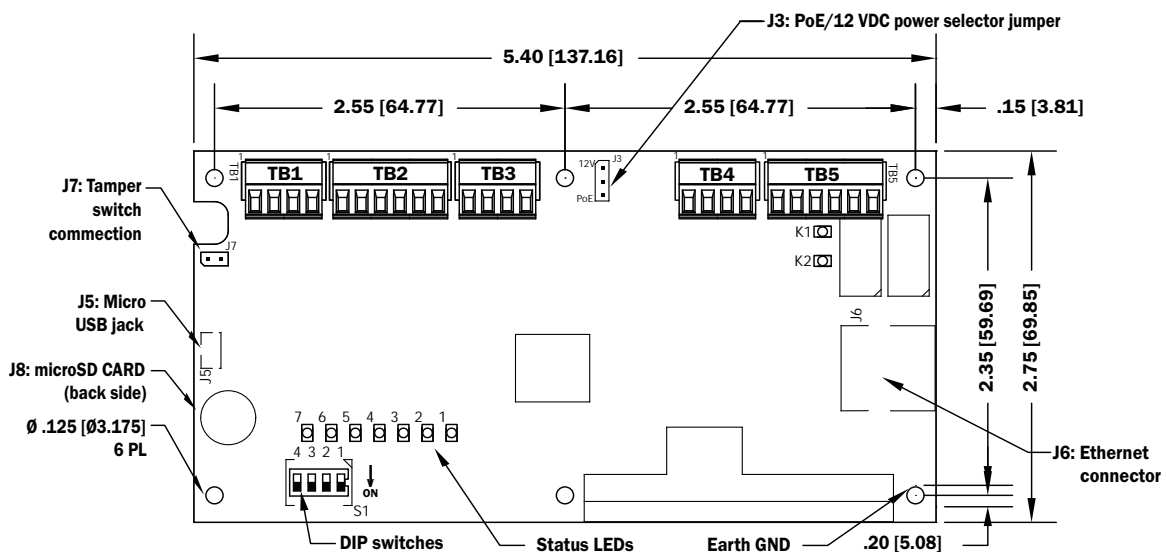 J3: PoE/12 VDC power selector jumper
5.40 [137.16]
2.55 [64.77]
2.55 [64.77]
.15 [3.81]
J7: Tamper
switch
commection
1
TB1
TB1
1
TB2
1
TB3
12V
J3
PoE
1
TB4
1
TB5
TB5
K1
K2
J7
J5: Micro
USB jack
J5
J6
2.35 [59.69]
2.75 [69.85]
J8: microSD CARD
(back side)
Ø .125 [Ø3.175]
6 PL
7 6 5 4 3 2 1
4 3 2 1
ON
S1
J6: Ethernet
connector
DIP switches
Status LEDs
Earth GND
.20 [5.08]